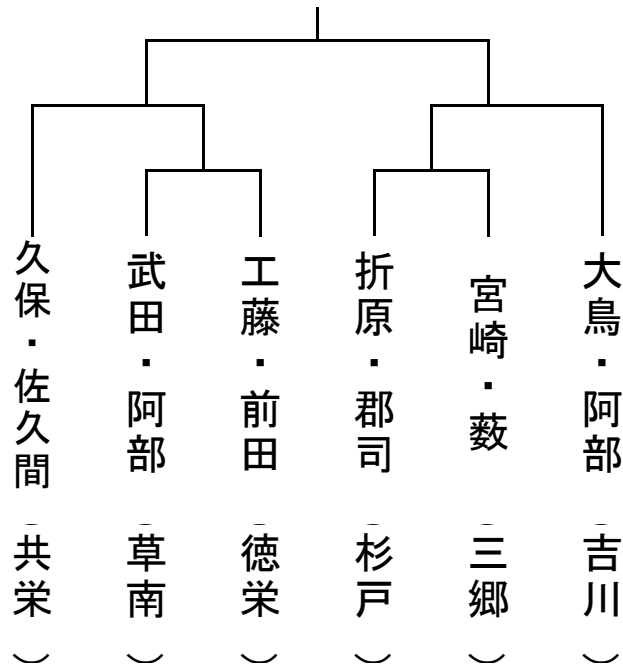 久保・佐久間（共栄）
武田・阿部（草南）
工藤・前田（徳栄）
折原・郡司（杉戸）
宮崎・薮（三郷）
大鳥・阿部（吉川）